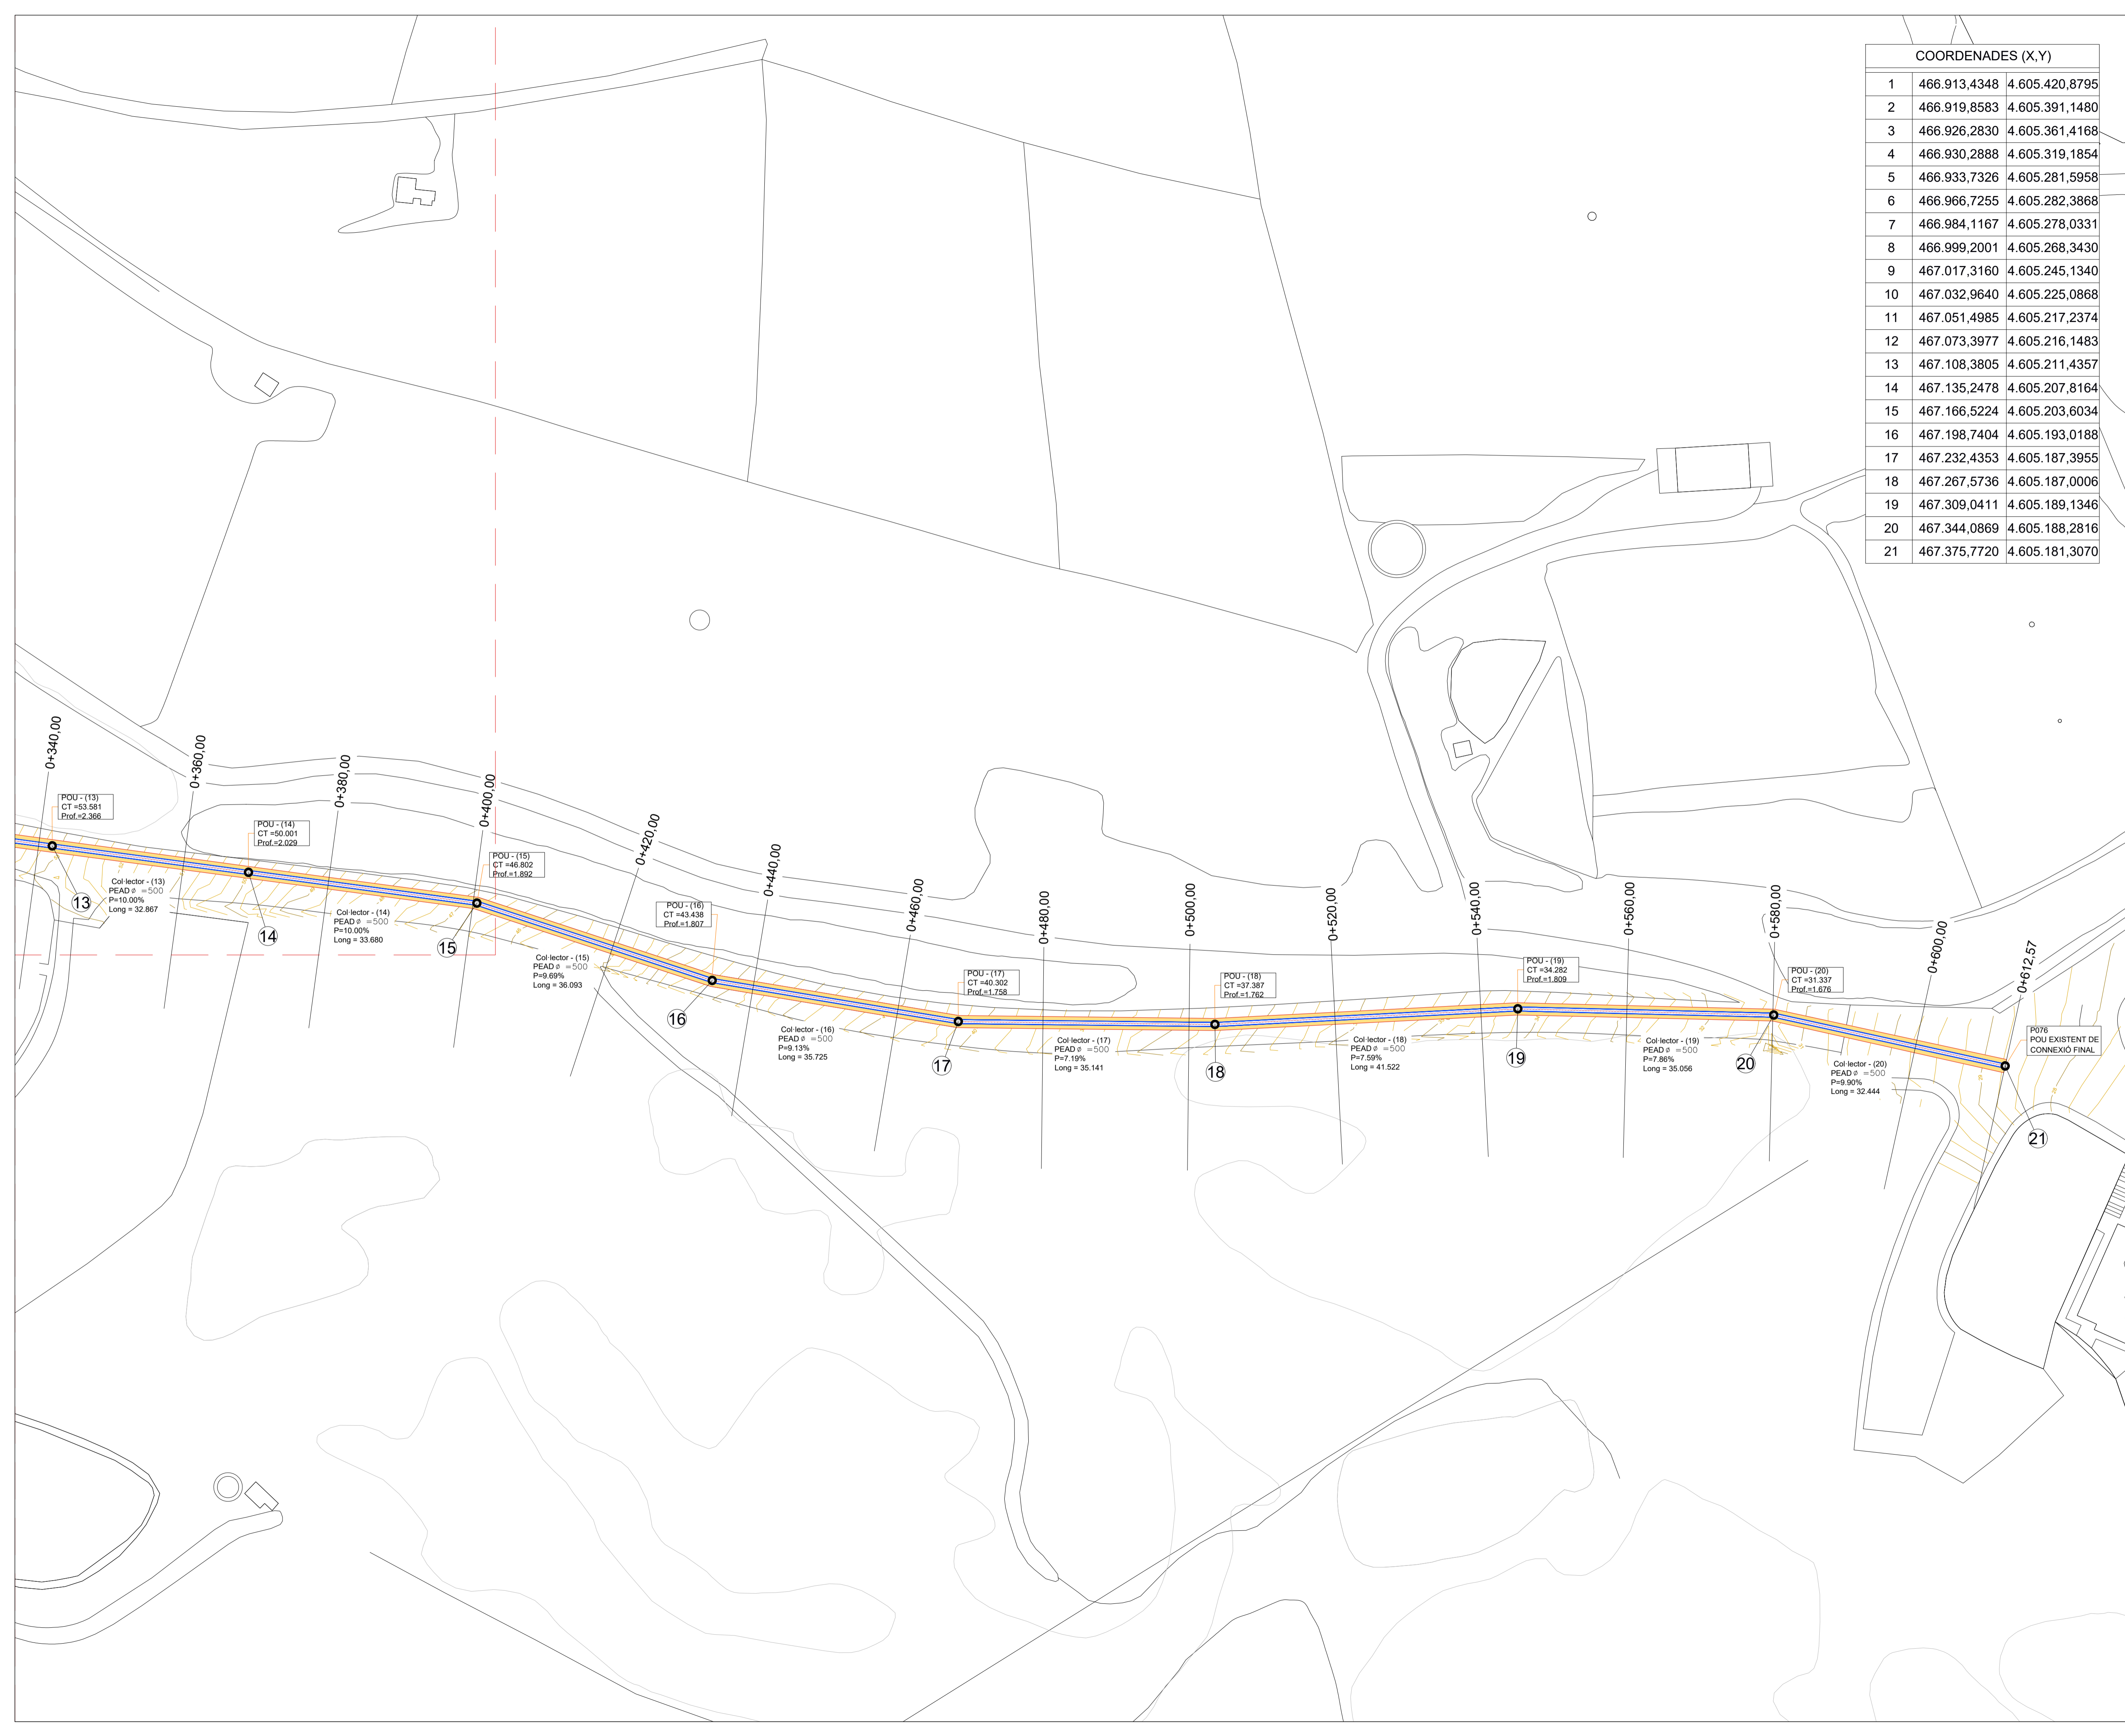 COORDENADES (X,Y)
1 466.913,4348 4.605.420,8795
2 466.919,8583 4.605.391,1480
3 466.926,2830 4.605.361,4168
4 466.930,2888 4.605.319,1854
5 466.933,7326 4.605.281,5958
6 466.966,7255 4.605.282,3868
7 466.984,1167 4.605.278,0331
8 466.999,2001 4.605.268,3430
9 467.017,3160 4.605.245,1340
10 467.032,9640 4.605.225,0868
11 467.051,4985 4.605.217,2374
12 467.073,3977 4.605.216,1483
13 467.108,3805 4.605.211,4357
14 467.135,2478 4.605.207,8164
15 467.166,5224 4.605.203,6034
16 467.198,7404 4.605.193,0188
17 467.232,4353 4.605.187,3955
18 467.267,5736 4.605.187,0006
19 467.309,0411 4.605.189,1346
20 467.344,0869 4.605.188,2816
21 467.375,7720 4.605.181,3070
0+340,00
0+360,00
0+380,00
0+400,00
0+420,00
0+440,00
0+460,00
0+480,00
0+500,00
0+520,00
0+540,00
0+560,00
0+580,00
0+600,00
0+612,57
POU - (13)
CT =53.581
Prof.=2.366
POU - (14)
CT =50.001
Prof.=2.029
POU - (15)
CT =46.802
Prof.=1.892
POU - (16)
CT =43.438
Prof.=1.807
POU - (17)
CT =40.302
Prof.=1.758
POU - (18)
CT =37.387
Prof.=1.762
POU - (19)
CT =34.282
Prof.=1.809
POU - (20)
CT =31.337
Prof.=1.676
P076
POU EXISTENT DE
CONNEXIÓ FINAL
13
Col·lector - (13)
PEAD ø =500
P=10.00%
Long = 32.867
14
Col·lector - (14)
PEAD ø =500
P=10.00%
Long = 33.680
15
Col·lector - (15)
PEAD ø =500
P=9.69%
Long = 36.093
16
Col·lector - (16)
PEAD ø =500
P=9.13%
Long = 35.725
17
Col·lector - (17)
PEAD ø =500
P=7.19%
Long = 35.141
18
Col·lector - (18)
PEAD ø =500
P=7.59%
Long = 41.522
19
Col·lector - (19)
PEAD ø =500
P=7.86%
Long = 35.056
20
Col·lector - (20)
PEAD ø =500
P=9.90%
Long = 32.444
21